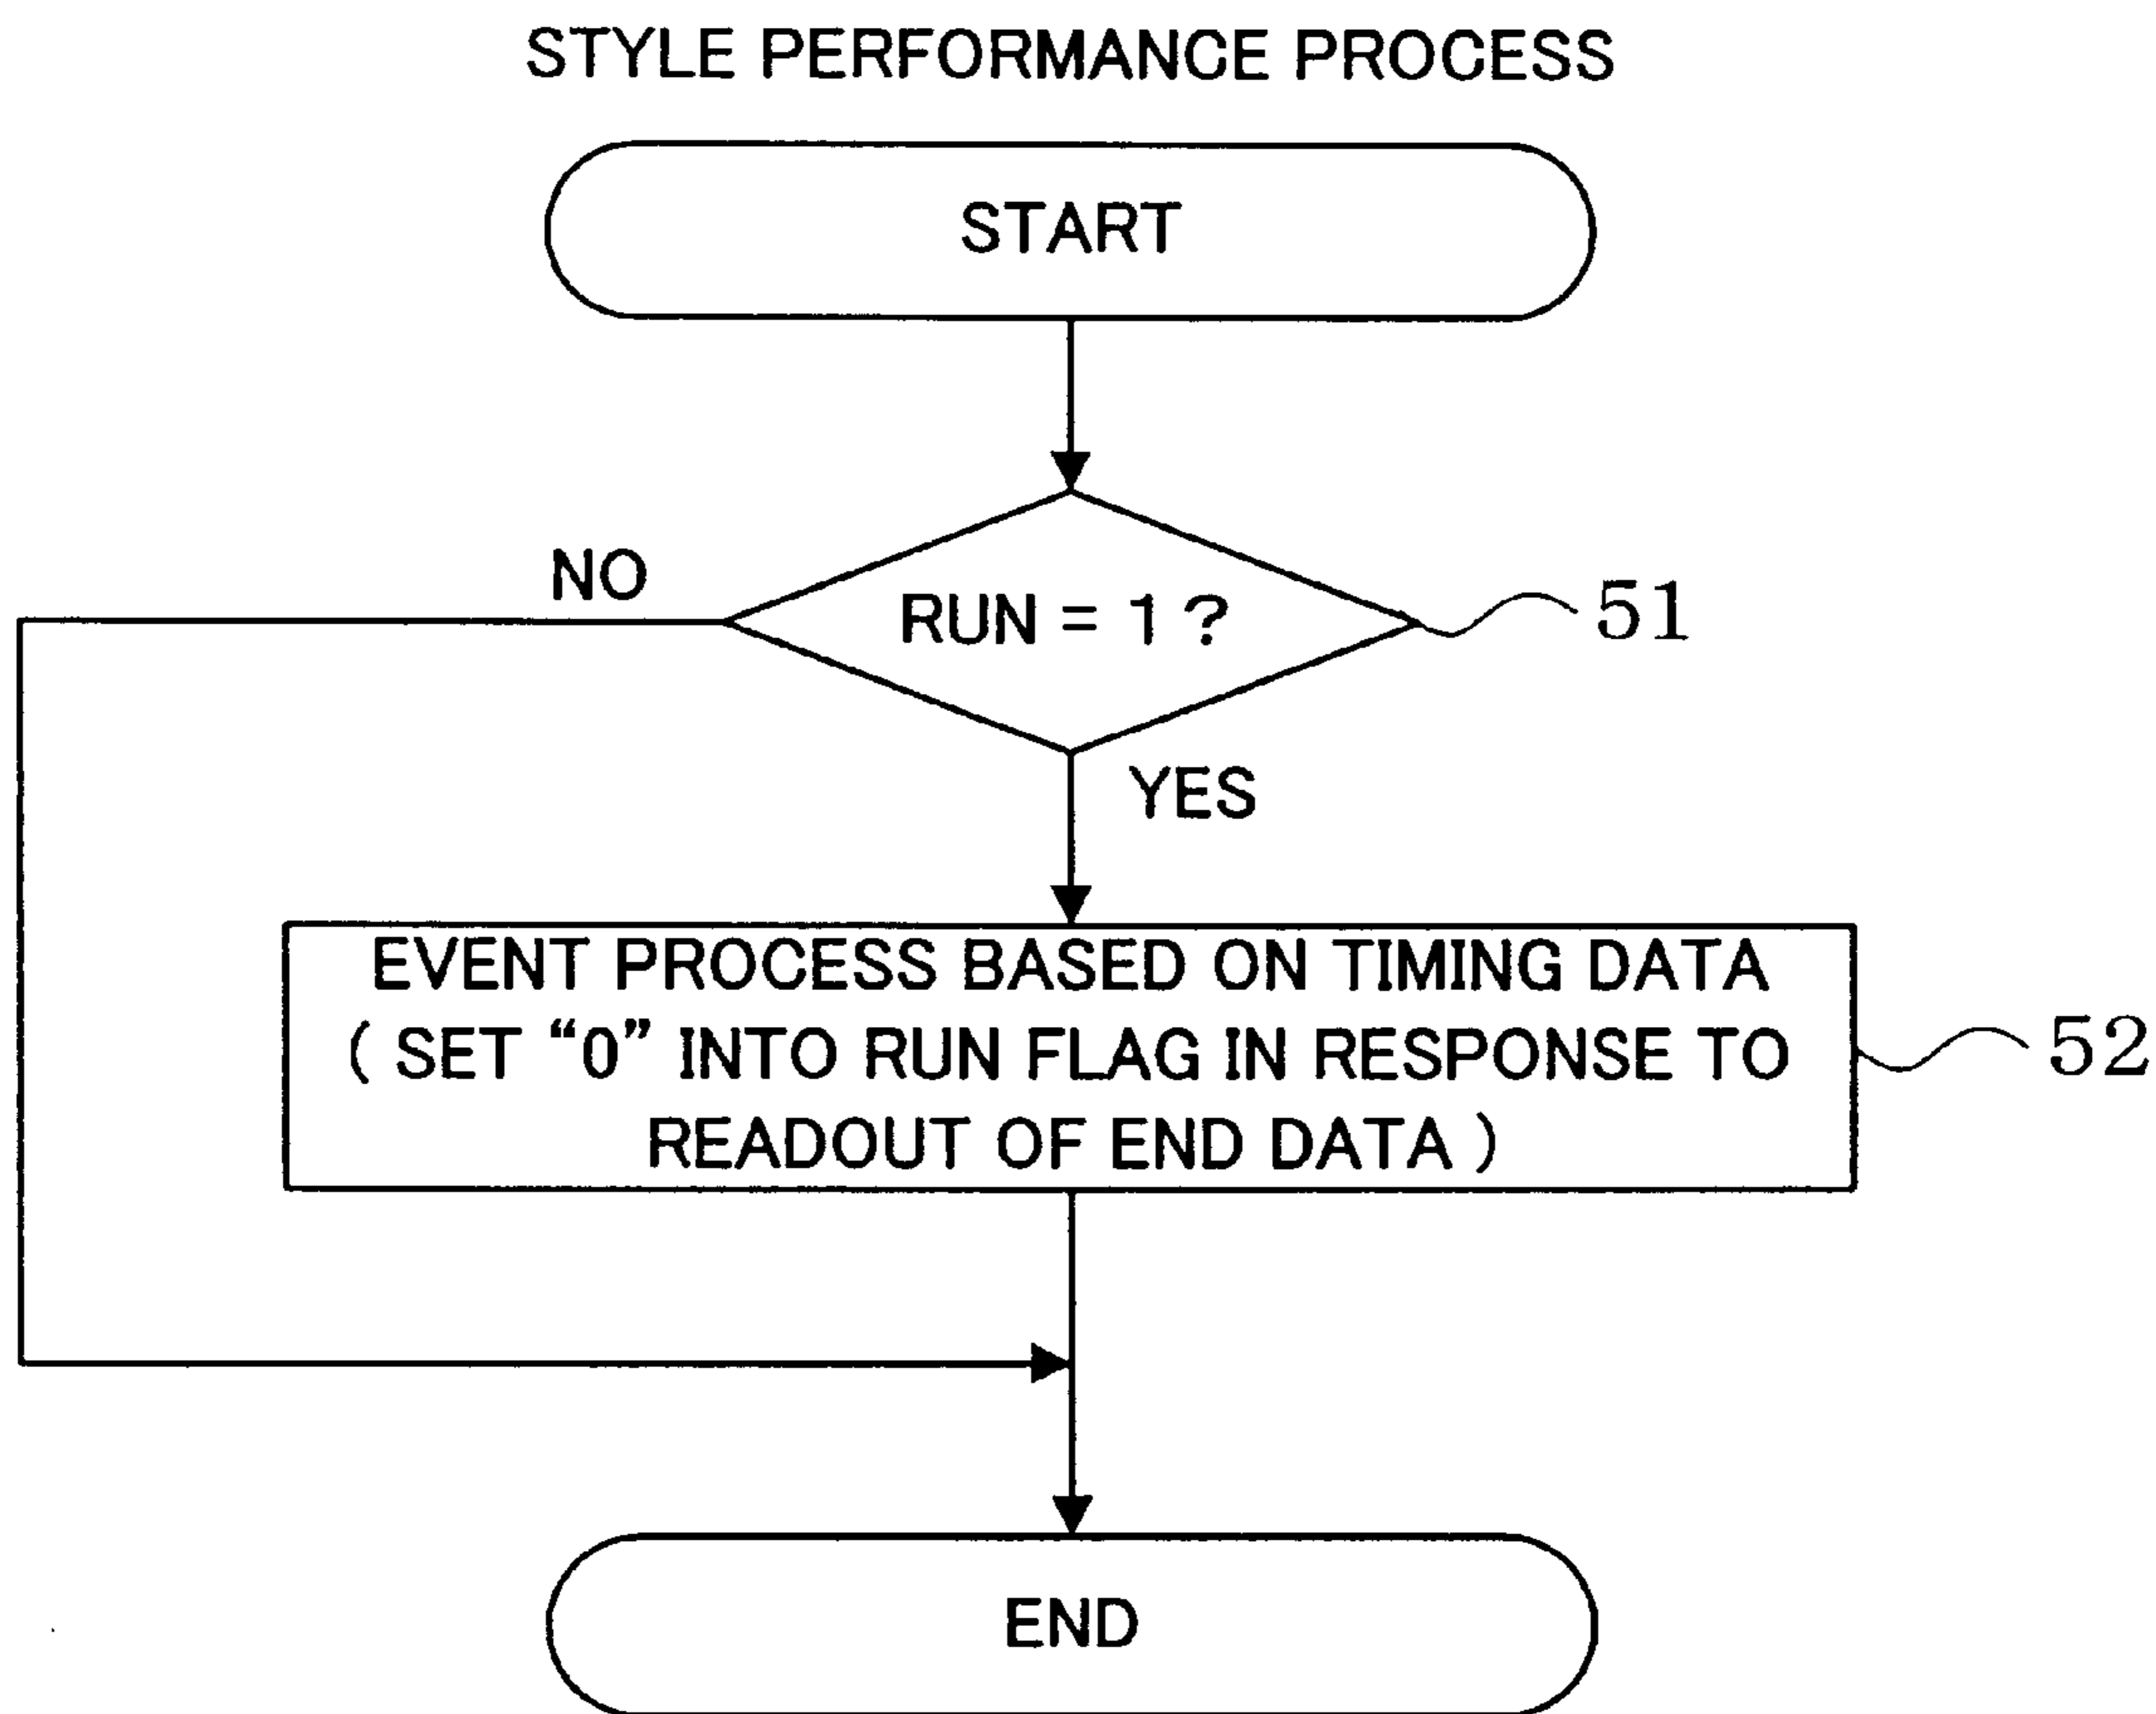 STYLE PERFORMANCE PROCESS
START
NO
RUN = 1 ?
51
YES
EVENT PROCESS BASED ON TIMING DATA
( SET “0” INTO RUN FLAG IN RESPONSE TO
READOUT OF END DATA )
52
END